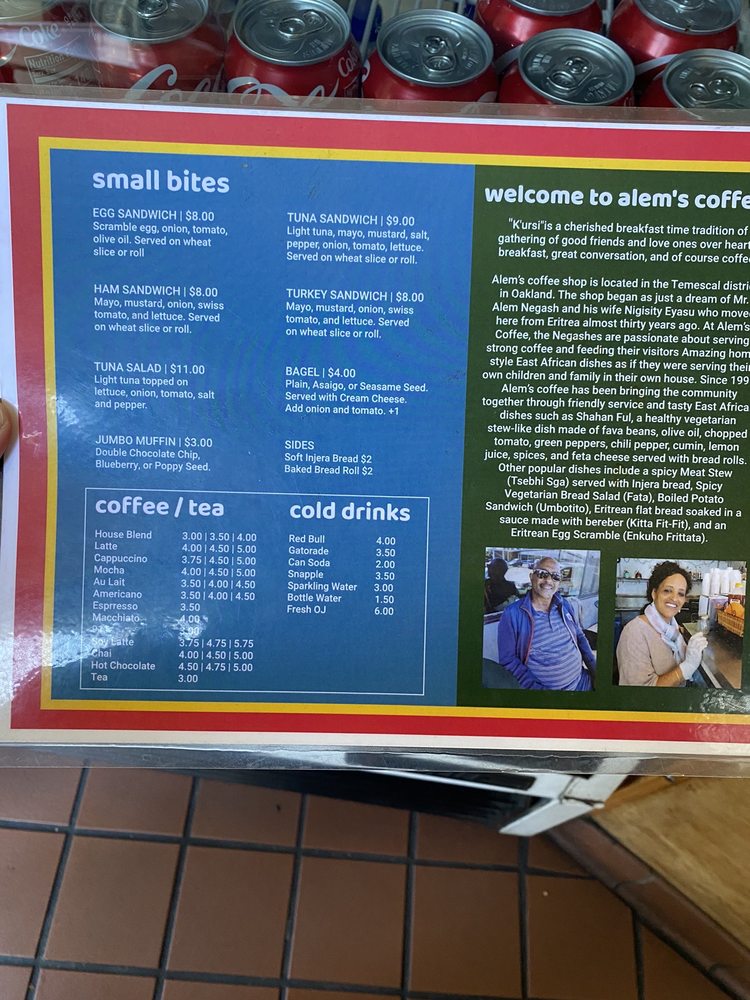 Coke
Nutrition
Coke
small bites
EGG SANDWICH | $8.00
Scramble egg, onion, tomato,
olive oil. Served on wheat
slice or roll
HAM SANDWICH | $8.00
Mayo, mustard, onion, swiss
tomato, and lettuce. Served
on wheat slice or roll.
TUNA SALAD | $11.00
Light tuna topped on
lettuce, onion, tomato, salt
and pepper.
JUMBO MUFFIN | $3.00
Double Chocolate Chip,
Blueberry, or Poppy Seed.
TUNA SANDWICH | $9.00
Light tuna, mayo, mustard, salt,
pepper, onion, tomato, lettuce.
Served on wheat slice or roll.
TURKEY SANDWICH | $8.00
Mayo, mustard, onion, swiss
tomato, and lettuce. Served
on wheat slice or roll.
BAGEL | $4.00
Plain, Asaigo, or Seasame Seed.
Served with Cream Cheese.
Add onion and tomato. +1
SIDES
Soft Injera Bread $2
Baked Bread Roll $2
coffee / tea
House Blend 3.00 | 3.50 | 4.00
Latte 4.00 | 4.50 | 5.00
Cappuccino 3.75 | 4.50 | 5.00
Mocha 4.00 | 4.50 | 5.00
Au Lait 3.50 | 4.00 | 4.50
Americano 3.50 | 4.00 | 4.50
Espresso 3.50
Macchiato 4.00
Soy Latte 3.75 | 4.75 | 5.75
Chai 4.00 | 4.50 | 5.00
Hot Chocolate 4.50 | 4.75 | 5.00
Tea 3.00
cold drinks
Red Bull 4.00
Gatorade 3.50
Can Soda 2.00
Snapple 3.50
Sparkling Water 3.00
Bottle Water 1.50
Fresh OJ 6.00
welcome to alem's coffe
"K'ursi"is a cherished breakfast time tradition of
gathering of good friends and love ones over heart
breakfast, great conversation, and of course coffe
Alem's coffee shop is located in the Temescal distri
in Oakland. The shop began as just a dream of Mr.
Alem Negash and his wife Nigisity Eyasu who move
here from Eritrea almost thirty years ago. At Alem's
Coffee, the Negashes are passionate about serving
strong coffee and feeding their visitors Amazing hom
style East African dishes as if they were serving their
own children and family in their own house. Since 199
Alem's coffee has been bringing the community
together through friendly service and tasty East Africa
dishes such as Shahan Ful, a healthy vegetarian
stew-like dish made of fava beans, olive oil, chopped
tomato, green peppers, chili pepper, cumin, lemon
juice, spices, and feta cheese served with bread rolls.
Other popular dishes include a spicy Meat Stew
(Tsebhi Sga) served with Injera bread, Spicy
Vegetarian Bread Salad (Fata), Boiled Potato
Sandwich (Umbotito), Eritrean flat bread soaked in a
sauce made with bereber (Kitta Fit-Fit), and an
Eritrean Egg Scramble (Enkuho Frittata).